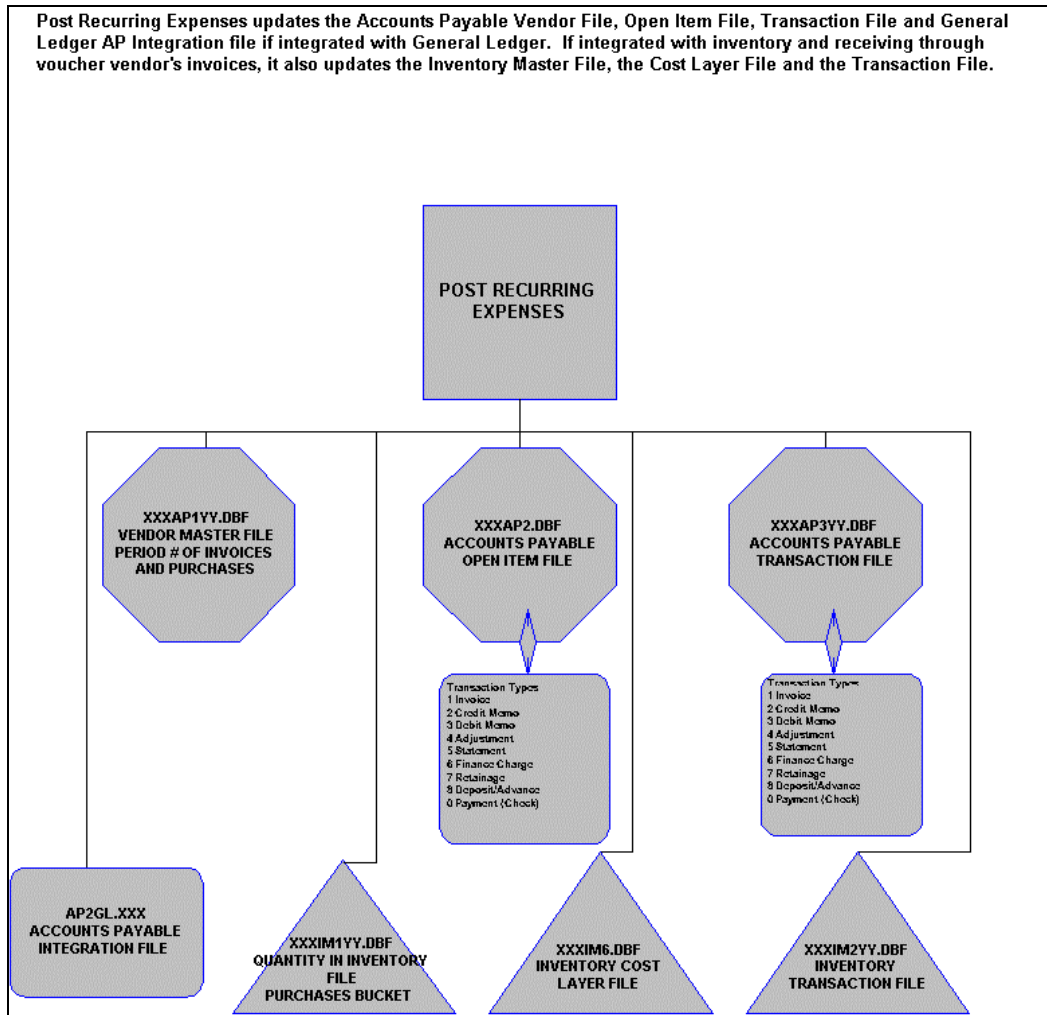 Post Recurring Expenses updates the Accounts Payable Vendor File, Open Item File, Transaction File and General
Ledger AP Integration file if integrated with General Ledger.  If integrated with inventory and receiving through
voucher vendor's invoices, it also updates the Inventory Master File, the Cost Layer File and the Transaction File.
POST RECURRING
EXPENSES
XXXAP1YY.DBF
VENDOR MASTER FILE
PERIOD # OF INVOICES
AND PURCHASES
XXXAP2.DBF
ACCOUNTS PAYABLE
OPEN ITEM FILE
XXXAP3YY.DBF
ACCOUNTS PAYABLE
TRANSACTION FILE
Transaction Types
1 Invoice
2 Credit Memo
3 Debit Memo
4 Adjustment
5 Statement
6 Finance Charge
7 Retainage
8 Deposit/Advance
0 Payment (Check)
Transaction Types
1 Invoice
2 Credit Memo
3 Debit Memo
4 Adjustment
5 Statement
6 Finance Charge
7 Retainage
8 Deposit/Advance
0 Payment (Check)
AP2GL.XXX
ACCOUNTS PAYABLE
INTEGRATION FILE
XXXIM1YY.DBF
QUANTITY IN INVENTORY
FILE
PURCHASES BUCKET
XXXIM6.DBF
INVENTORY COST
LAYER FILE
XXXIM2YY.DBF
INVENTORY
TRANSACTION FILE